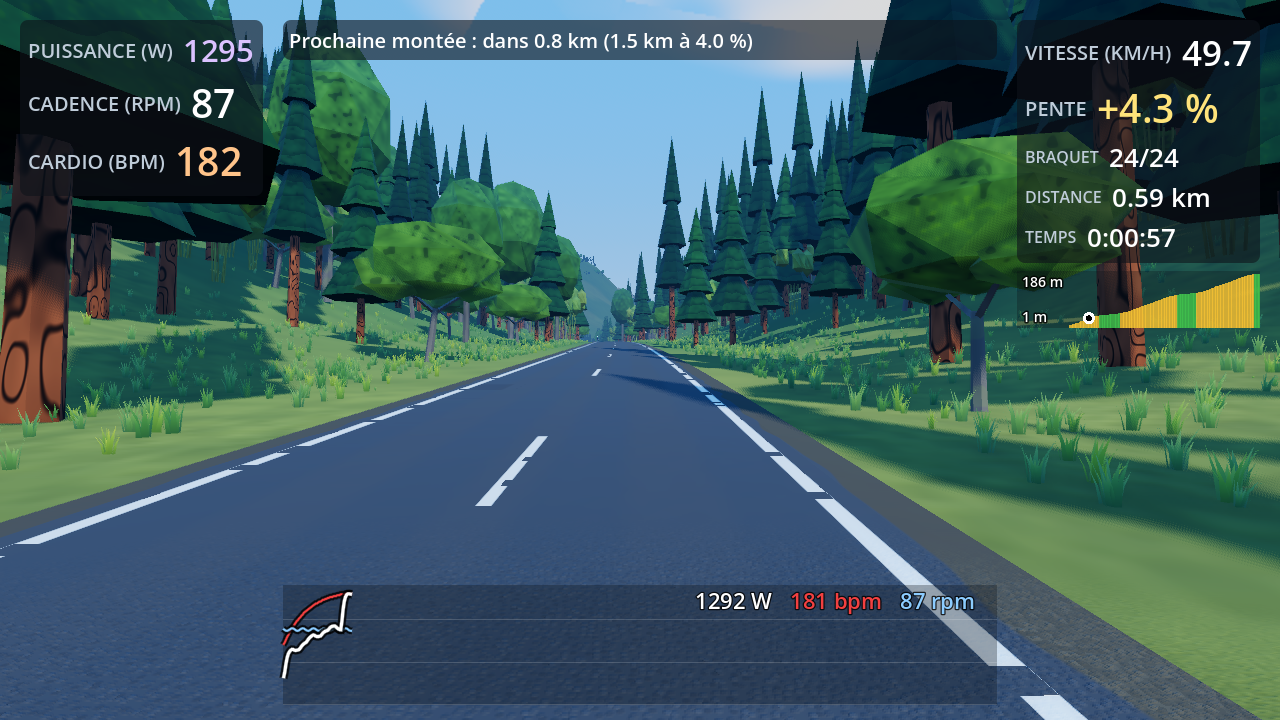 PUISSANCE (W) 1295
CADENCE (RPM) 87
CARDIO (BPM) 182
Prochaine montée : dans 0.8 km (1.5 km à 4.0 %)
VITESSE (KM/H) 49.7
PENTE +4.3 %
BRAQUET 24/24
DISTANCE 0.59 km
TEMPS 0:00:57
186 m
1 m
1292 W 181 bpm 87 rpm